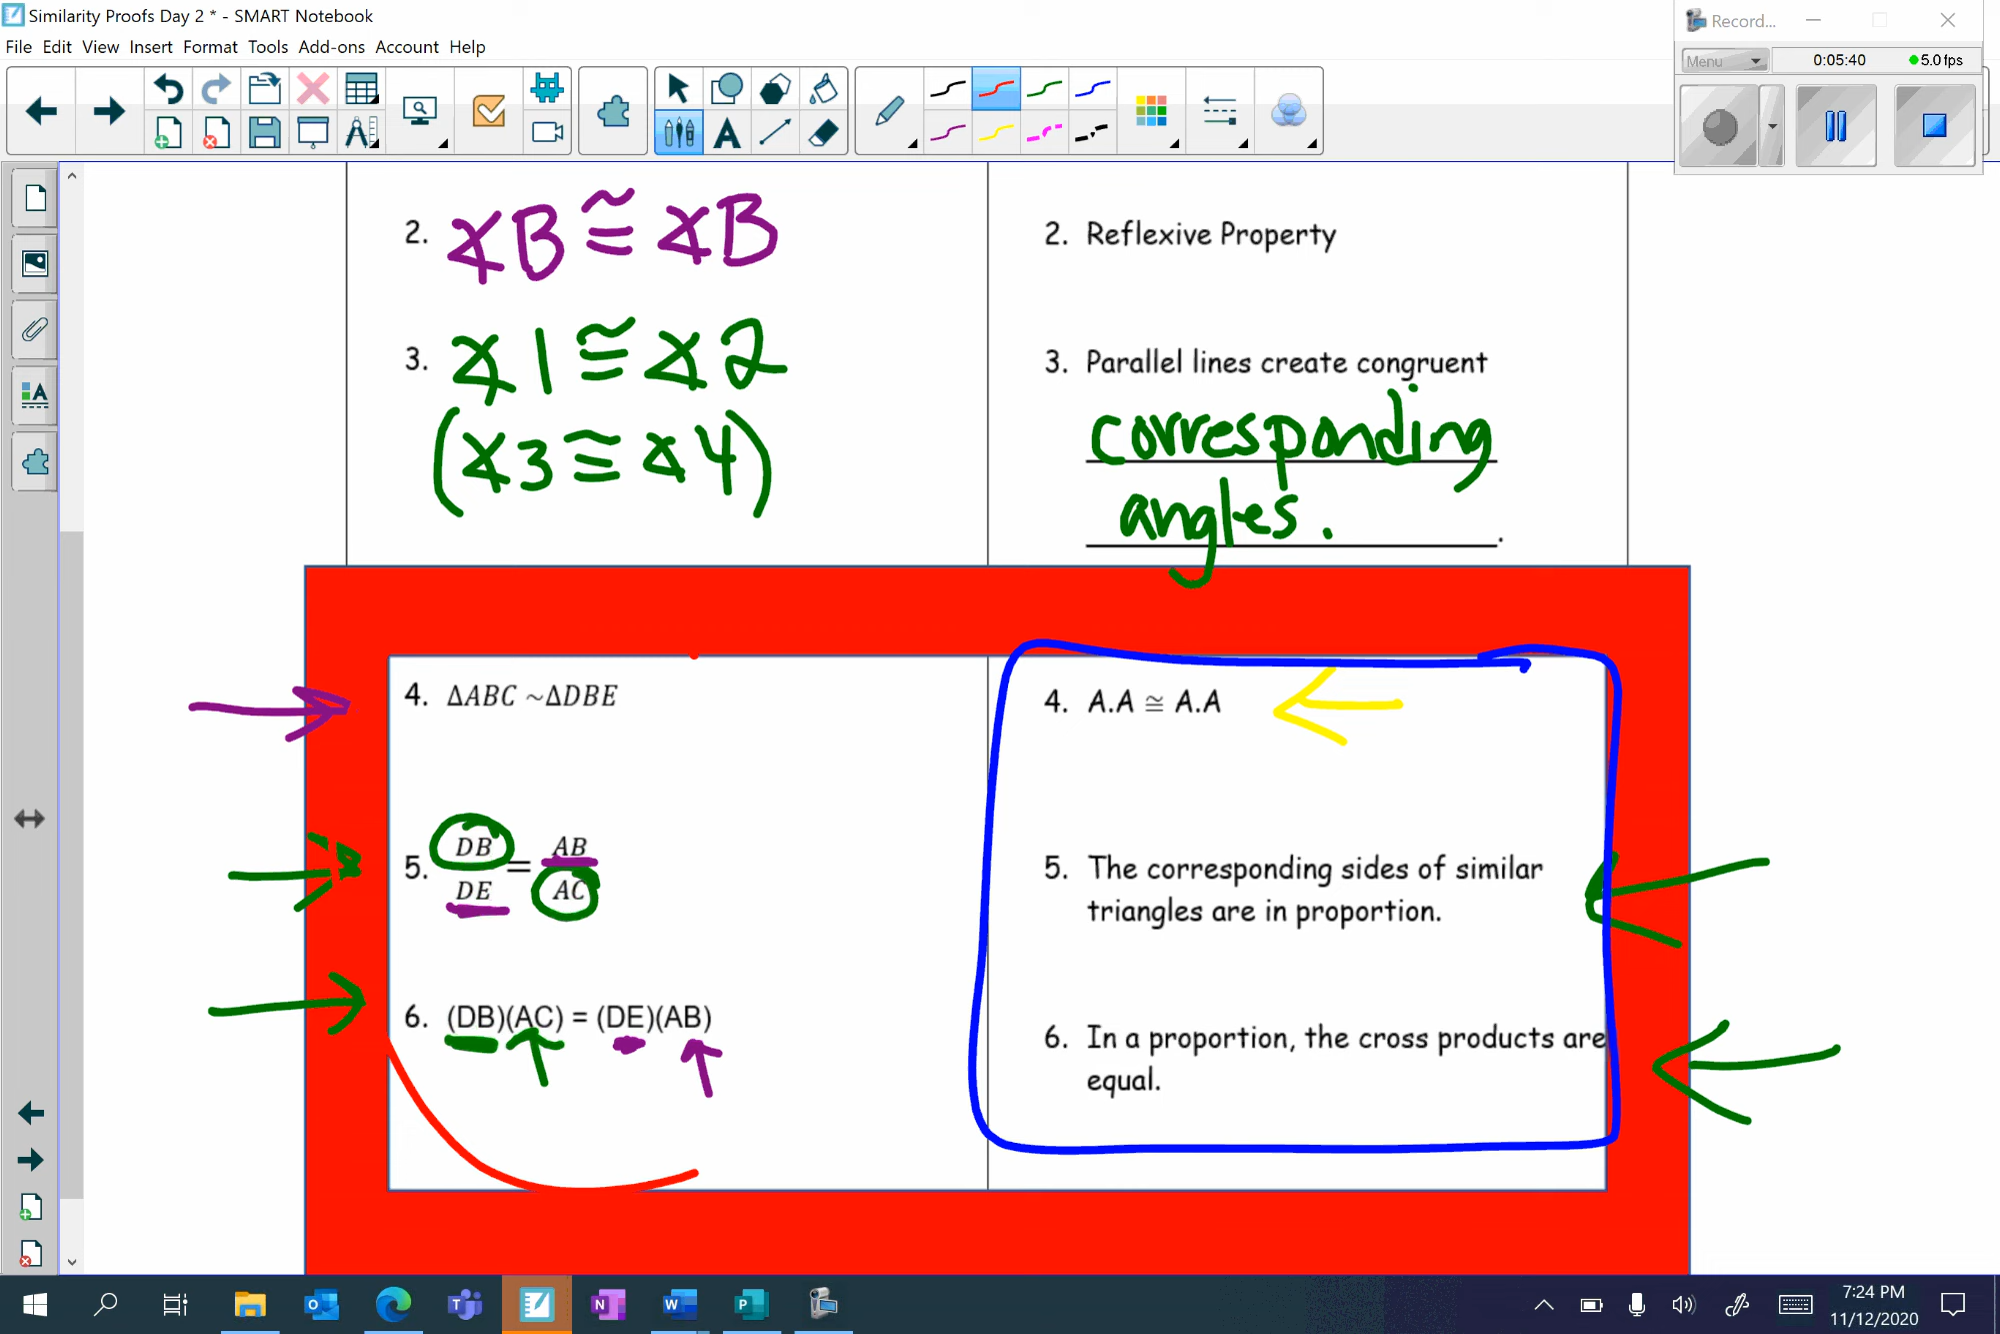 Similarity Proofs Day 2 * - SMART Notebook
File Edit View Insert Format Tools Add-ons Account Help
Record...
Menu
0:05:40
5.0 fps
2. ∡B ≅ ∡B
2. Reflexive Property
3. ∡1 ≅ ∡2
(∡3 ≅ ∡4)
3. Parallel lines create congruent
corresponding
angles.
.
4. ΔABC ~ΔDBE
4. A.A ≅ A.A
5. DB/DE = AB/AC
5. The corresponding sides of similar
triangles are in proportion.
6. (DB)(AC) = (DE)(AB)
6. In a proportion, the cross products are
equal.
7:24 PM
11/12/2020